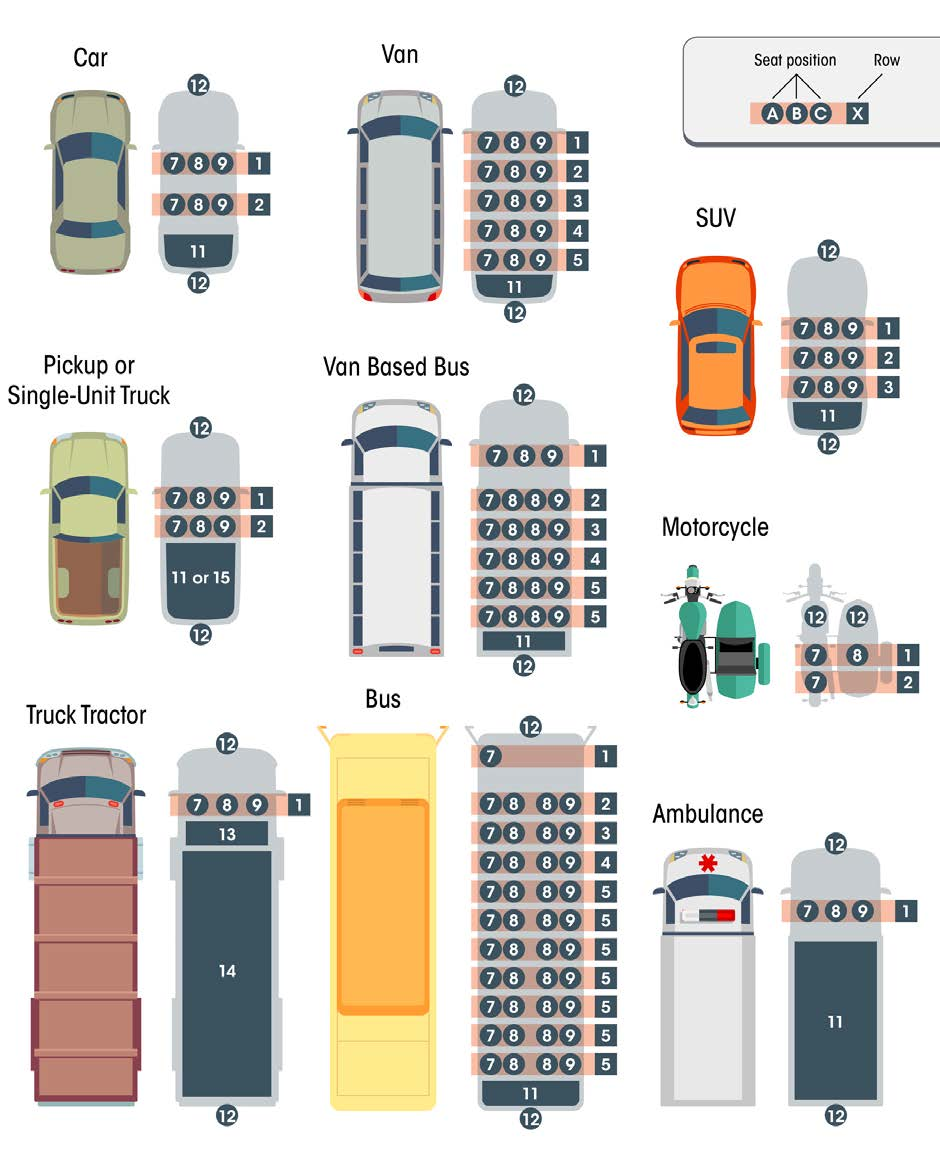 Car
12
7 8 9 1
7 8 9 2
11
12
Van
12
7 8 9 1
7 8 9 2
7 8 9 3
7 8 9 4
7 8 9 5
11
12
Seat position Row
A B C X
SUV
12
7 8 9 1
7 8 9 2
7 8 9 3
11
12
Pickup or
Single-Unit Truck
12
7 8 9 1
7 8 9 2
11 or 15
12
Van Based Bus
12
7 8 9 1
7 8 8 9 2
7 8 8 9 3
7 8 8 9 4
7 8 8 9 5
7 8 8 9 5
11
12
Motorcycle
12 12
7 8 1
7 2
Truck Tractor
12
7 8 9 1
13
14
12
Bus
12
7 1
7 8 8 9 2
7 8 8 9 3
7 8 8 9 4
7 8 8 9 5
7 8 8 9 5
7 8 8 9 5
7 8 8 9 5
7 8 8 9 5
7 8 8 9 5
7 8 8 9 5
11
12
Ambulance
12
7 8 9 1
11
12